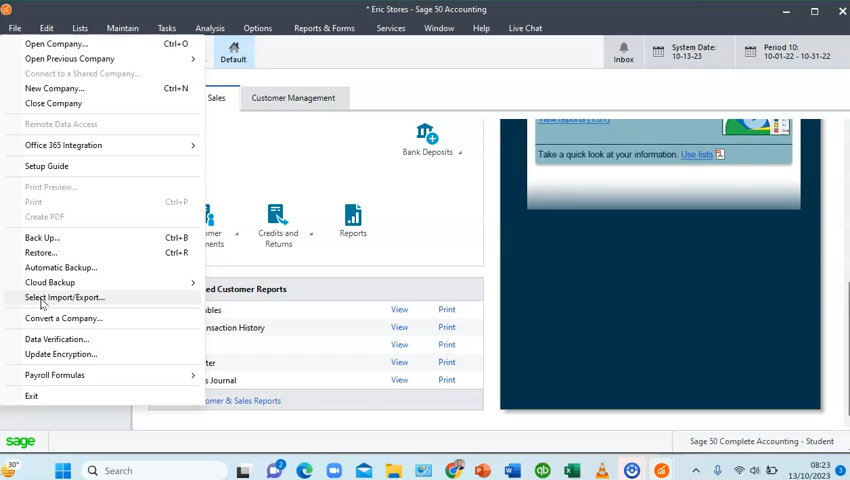 * Eric Stores - Sage 50 Accounting
File Edit Lists Maintain Tasks Analysis Options Reports & Forms Services Window Help Live Chat
Open Company... Ctrl+O
Open Previous Company
Connect to a Shared Company...
New Company... Ctrl+N
Close Company
Remote Data Access
Office 365 Integration
Setup Guide
Print Preview...
Print Ctrl+P
Create PDF
Back Up... Ctrl+B
Restore... Ctrl+R
Automatic Backup...
Cloud Backup
Select Import/Export...
Convert a Company...
Data Verification...
Update Encryption...
Payroll Formulas
Exit
Default
Inbox
System Date:
10-13-23
Period 10:
10-01-22 - 10-31-22
Sales
Customer Management
Bank Deposits
Credits and
Returns
Reports
Take a quick look at your information. Use lists
Customer Reports
View Print
View Print
View Print
View Print
View Print
s Journal
& Sales Reports
sage
Sage 50 Complete Accounting - Student
30°
Search
2
08:23
13/10/2023
3